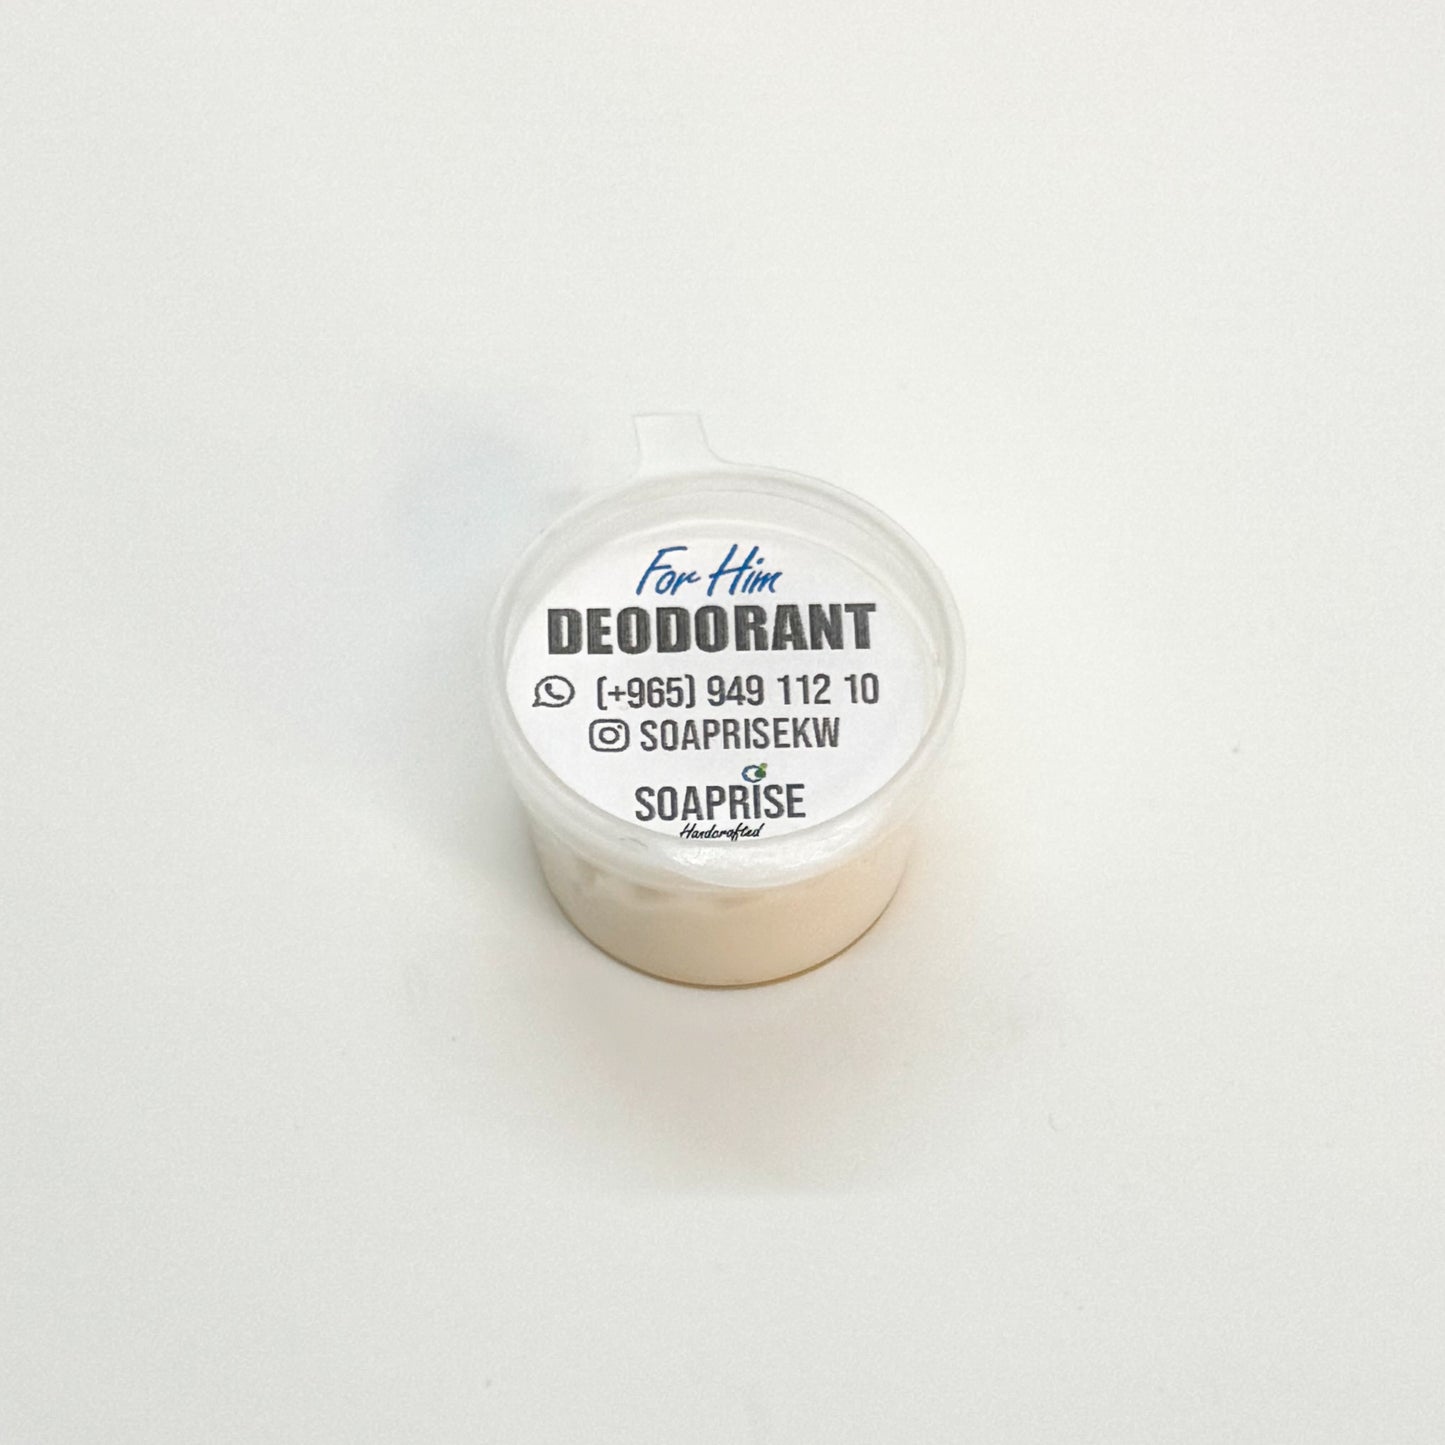 For Him
DEODORANT
(+965) 949 112 10
SOAPRISEKW
SOAPRISE
Handcrafted